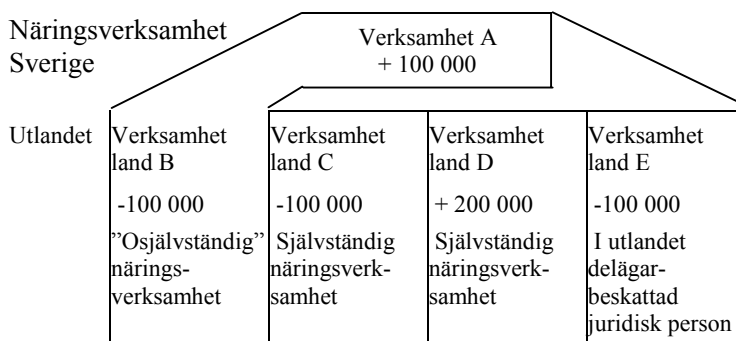 Näringsverksamhet
Sverige
Verksamhet A
+ 100 000
Utlandet
Verksamhet
land B
-100 000
”Osjälvständig”
närings-
verksamhet
Verksamhet
land C
-100 000
Självständig
näringsverk-
samhet
Verksamhet
land D
+ 200 000
Självständig
näringsverk-
samhet
Verksamhet
land E
-100 000
I utlandet
delägar-
beskattad
juridisk person